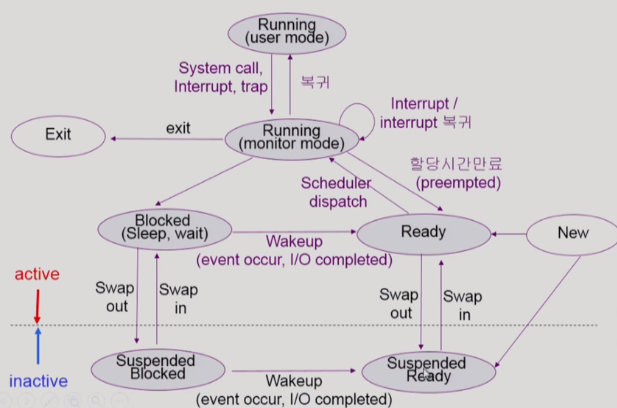 Running
(user mode)
System call,
Interrupt, trap
복귀
Interrupt /
interrupt 복귀
Exit
exit
Running
(monitor mode)
할당시간만료
(preempted)
Scheduler
dispatch
Blocked
(Sleep, wait)
Wakeup
(event occur, I/O completed)
Ready
New
active
Swap
out
Swap
in
Swap
out
Swap
in
inactive
Suspended
Blocked
Wakeup
(event occur, I/O completed)
Suspended
Ready